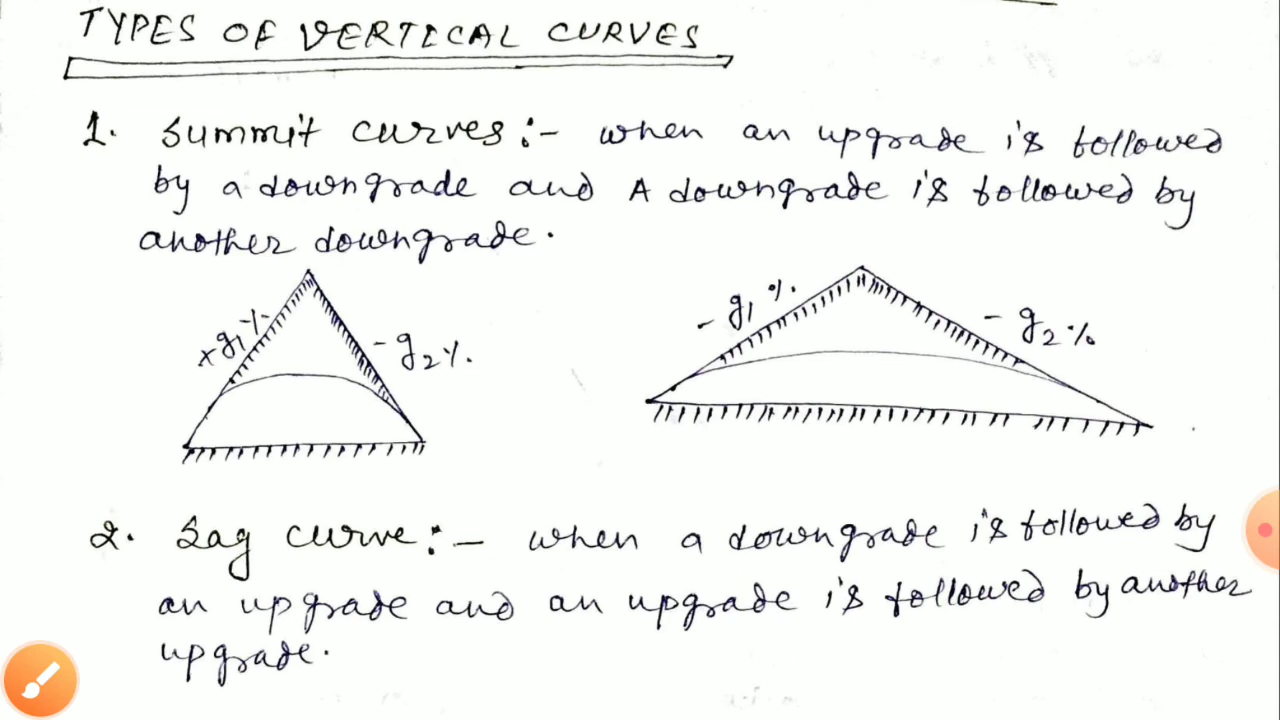 TYPES OF VERTICAL CURVES
1. Summit curves :- when an upgrade is followed
by a downgrade and A downgrade is followed by
another downgrade.
+g₁% -g₂% -g₁% -g₂%
2. Sag curve :- when a downgrade is followed by
an upgrade and an upgrade is followed by another
upgrade.